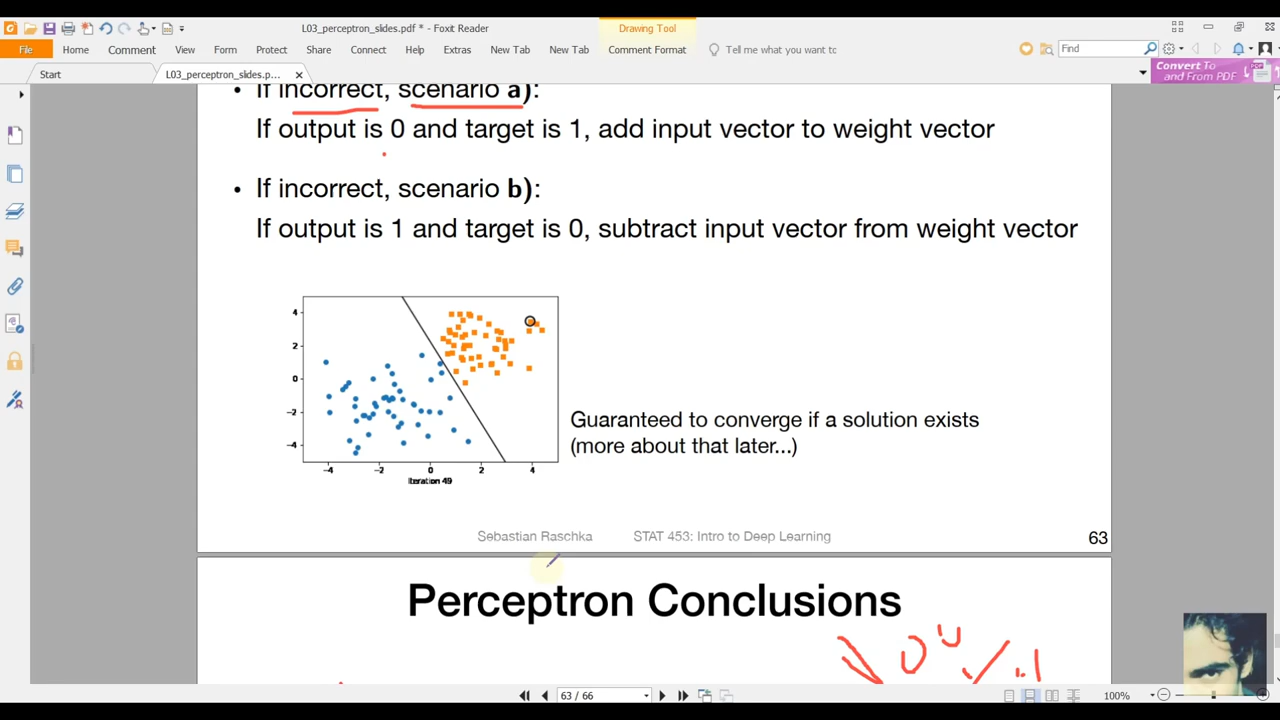 L03_perceptron_slides.pdf * - Foxit Reader
Drawing Tool
File Home Comment View Form Protect Share Connect Help Extras New Tab New Tab Comment Format Tell me what you want tc Find
Start L03_perceptron_slides.p...
Convert To
and From PDF
PDF
• If incorrect, scenario a):
If output is 0 and target is 1, add input vector to weight vector
• If incorrect, scenario b):
If output is 1 and target is 0, subtract input vector from weight vector
4
2
0
−2
−4
−4 −2 0 2 4
Iteration 49
Guaranteed to converge if a solution exists
(more about that later...)
Sebastian Raschka STAT 453: Intro to Deep Learning 63
Perceptron Conclusions
63 / 66 100%